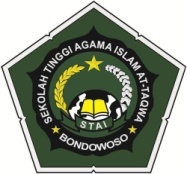 SEKOLAH TINGGI AGAMA ISLAM AT-TAQWA
STAI
BONDOWOSO